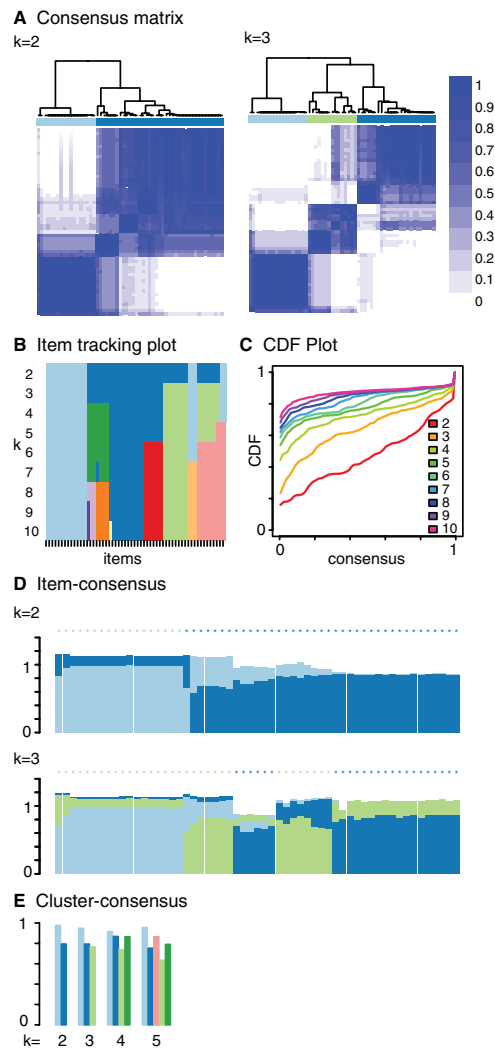 A Consensus matrix
k=2
k=3
1
0.9
0.8
0.7
0.6
0.5
0.4
0.3
0.2
0.1
0
B Item tracking plot
2
3
4
5
k
6
7
8
9
10
items
C CDF Plot
1
CDF
0
2
3
4
5
6
7
8
9
10
0
consensus
1
D Item-consensus
k=2
1
0
k=3
1
0
E Cluster-consensus
1
0
k= 2 3 4 5